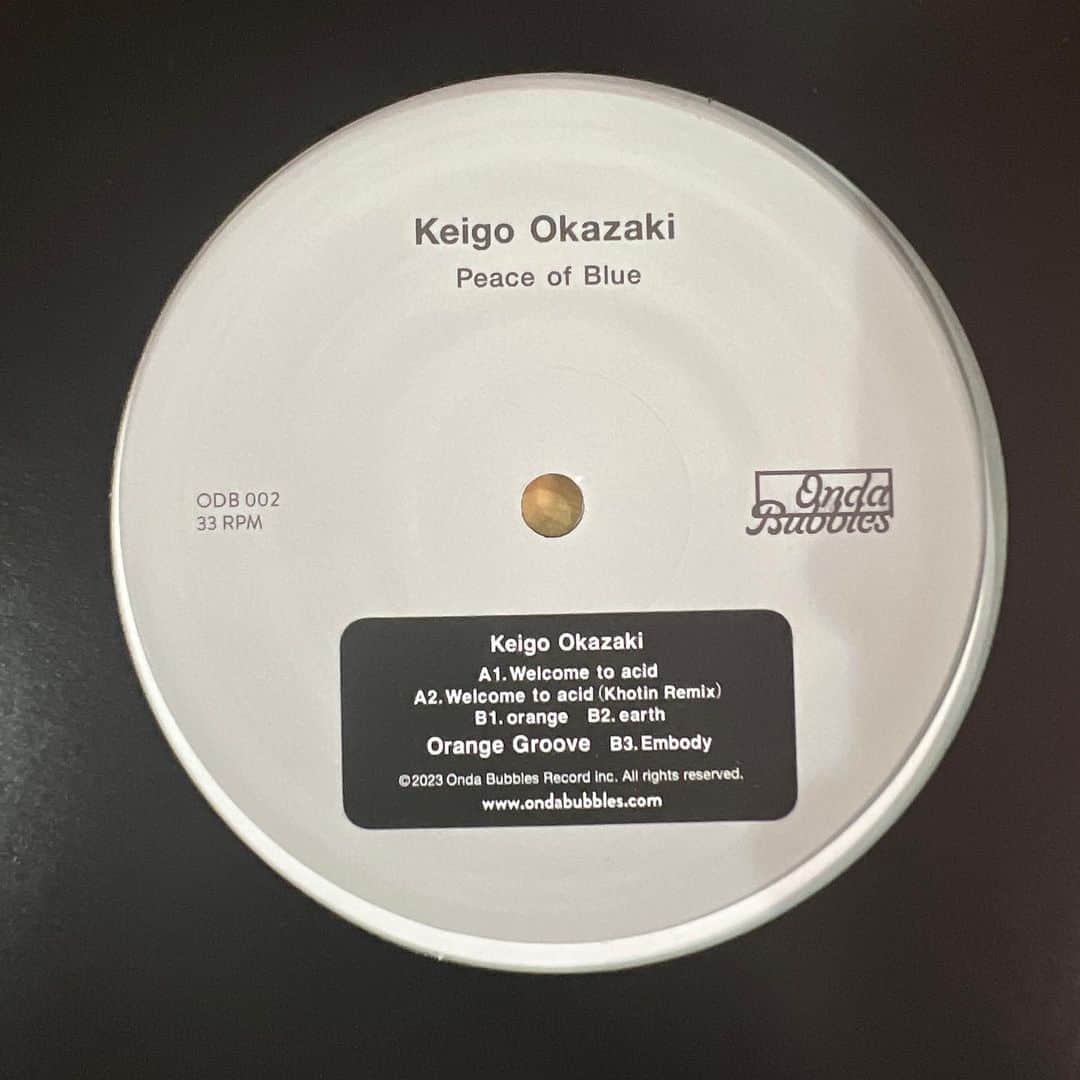 Keigo Okazaki
Peace of Blue
ODB 002
33 RPM
Onda
Bubbles
Keigo Okazaki
A1.Welcome to acid
A2.Welcome to acid (Khotin Remix)
B1.orange B2.earth
Orange Groove B3.Embody
©2023 Onda Bubbles Record inc. All rights reserved.
www.ondabubbles.com